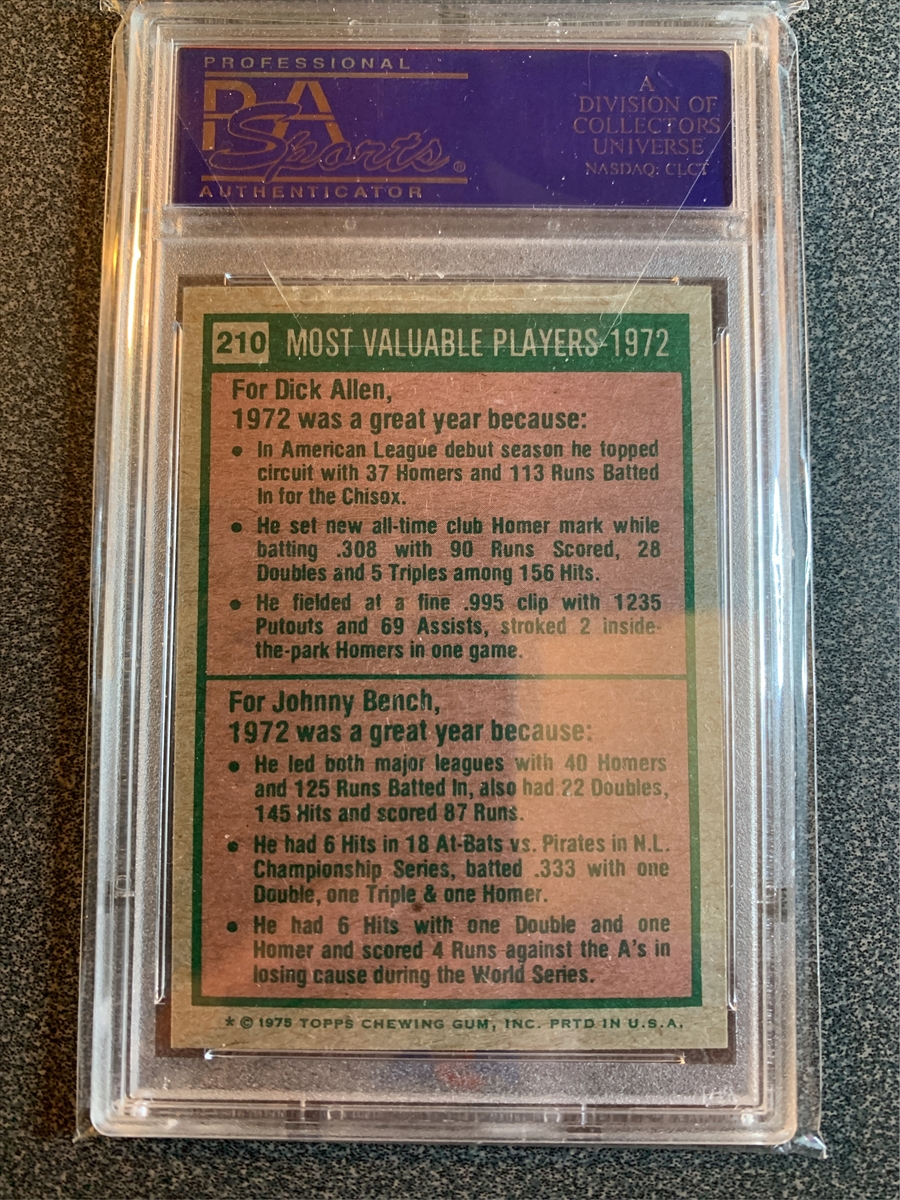 PROFESSIONAL
PSA
Sports®
AUTHENTICATOR
A
DIVISION OF
COLLECTORS
UNIVERSE
NASDAQ: CLCT
210 MOST VALUABLE PLAYERS-1972
For Dick Allen,
1972 was a great year because:
• In American League debut season he topped
circuit with 37 Homers and 113 Runs Batted
In for the Chisox.
• He set new all-time club Homer mark while
batting .308 with 90 Runs Scored, 28
Doubles and 5 Triples among 156 Hits.
• He fielded at a fine .995 clip with 1235
Putouts and 69 Assists, stroked 2 inside-
the-park Homers in one game.
For Johnny Bench,
1972 was a great year because:
• He led both major leagues with 40 Homers
and 125 Runs Batted In, also had 22 Doubles,
145 Hits and scored 87 Runs.
• He had 6 Hits in 18 At-Bats vs. Pirates in N.L.
Championship Series, batted .333 with one
Double, one Triple & one Homer.
• He had 6 Hits with one Double and one
Homer and scored 4 Runs against the A's in
losing cause during the World Series.
* © 1975 TOPPS CHEWING GUM, INC. PRTD IN U.S.A.